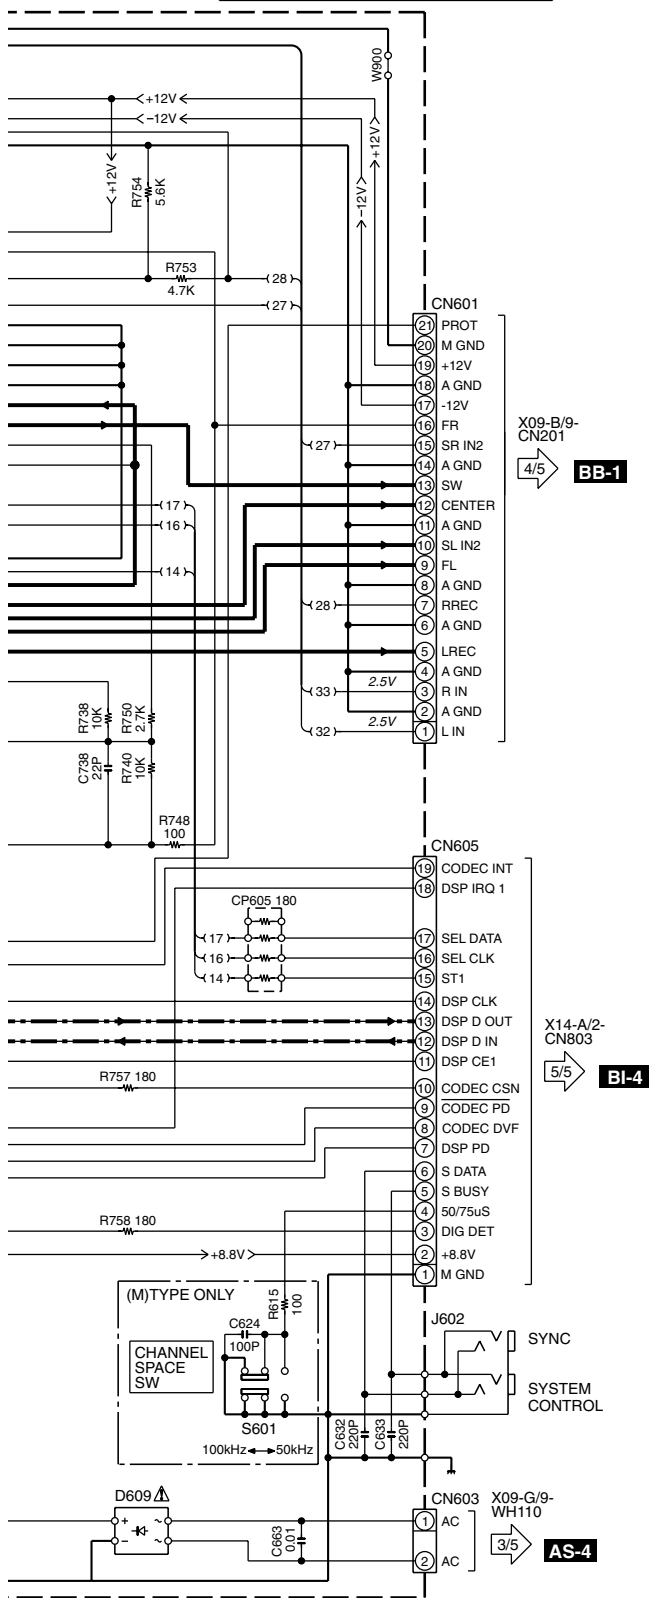 W900
+12V
−12V
+12V
+12V
−12V
R754
5.6K
R753
4.7K
28
27
CN601
21 PROT
20 M GND
19 +12V
18 A GND
17 -12V
16 FR
27 15 SR IN2
14 A GND
13 SW
12 CENTER
11 A GND
10 SL IN2
9 FL
8 A GND
28 7 RREC
6 A GND
5 LREC
4 A GND
33 2.5V 3 R IN
2 A GND
32 2.5V 1 L IN
X09-B/9-
CN201
4/5
BB-1
17
16
14
R738
10K
R750
2.7K
C738
22P
R740
10K
R748
100
CN605
19 CODEC INT
18 DSP IRQ 1
CP605 180
17 17 SEL DATA
16 16 SEL CLK
14 15 ST1
14 DSP CLK
13 DSP D OUT
12 DSP D IN
11 DSP CE1
R757 180
10 CODEC CSN
9 CODEC PD
8 CODEC DVF
7 DSP PD
6 S DATA
5 S BUSY
4 50/75uS
R758 180
3 DIG DET
+8.8V
2 +8.8V
1 M GND
X14-A/2-
CN803
5/5
BI-4
(M)TYPE ONLY
R615
100
C624
100P
CHANNEL
SPACE
SW
S601
100kHz 50kHz
J602
SYNC
SYSTEM
CONTROL
C632
220P
C633
220P
D609
+ ~
− ~
C663
0.01
CN603
1 AC
2 AC
X09-G/9-
WH110
3/5
AS-4